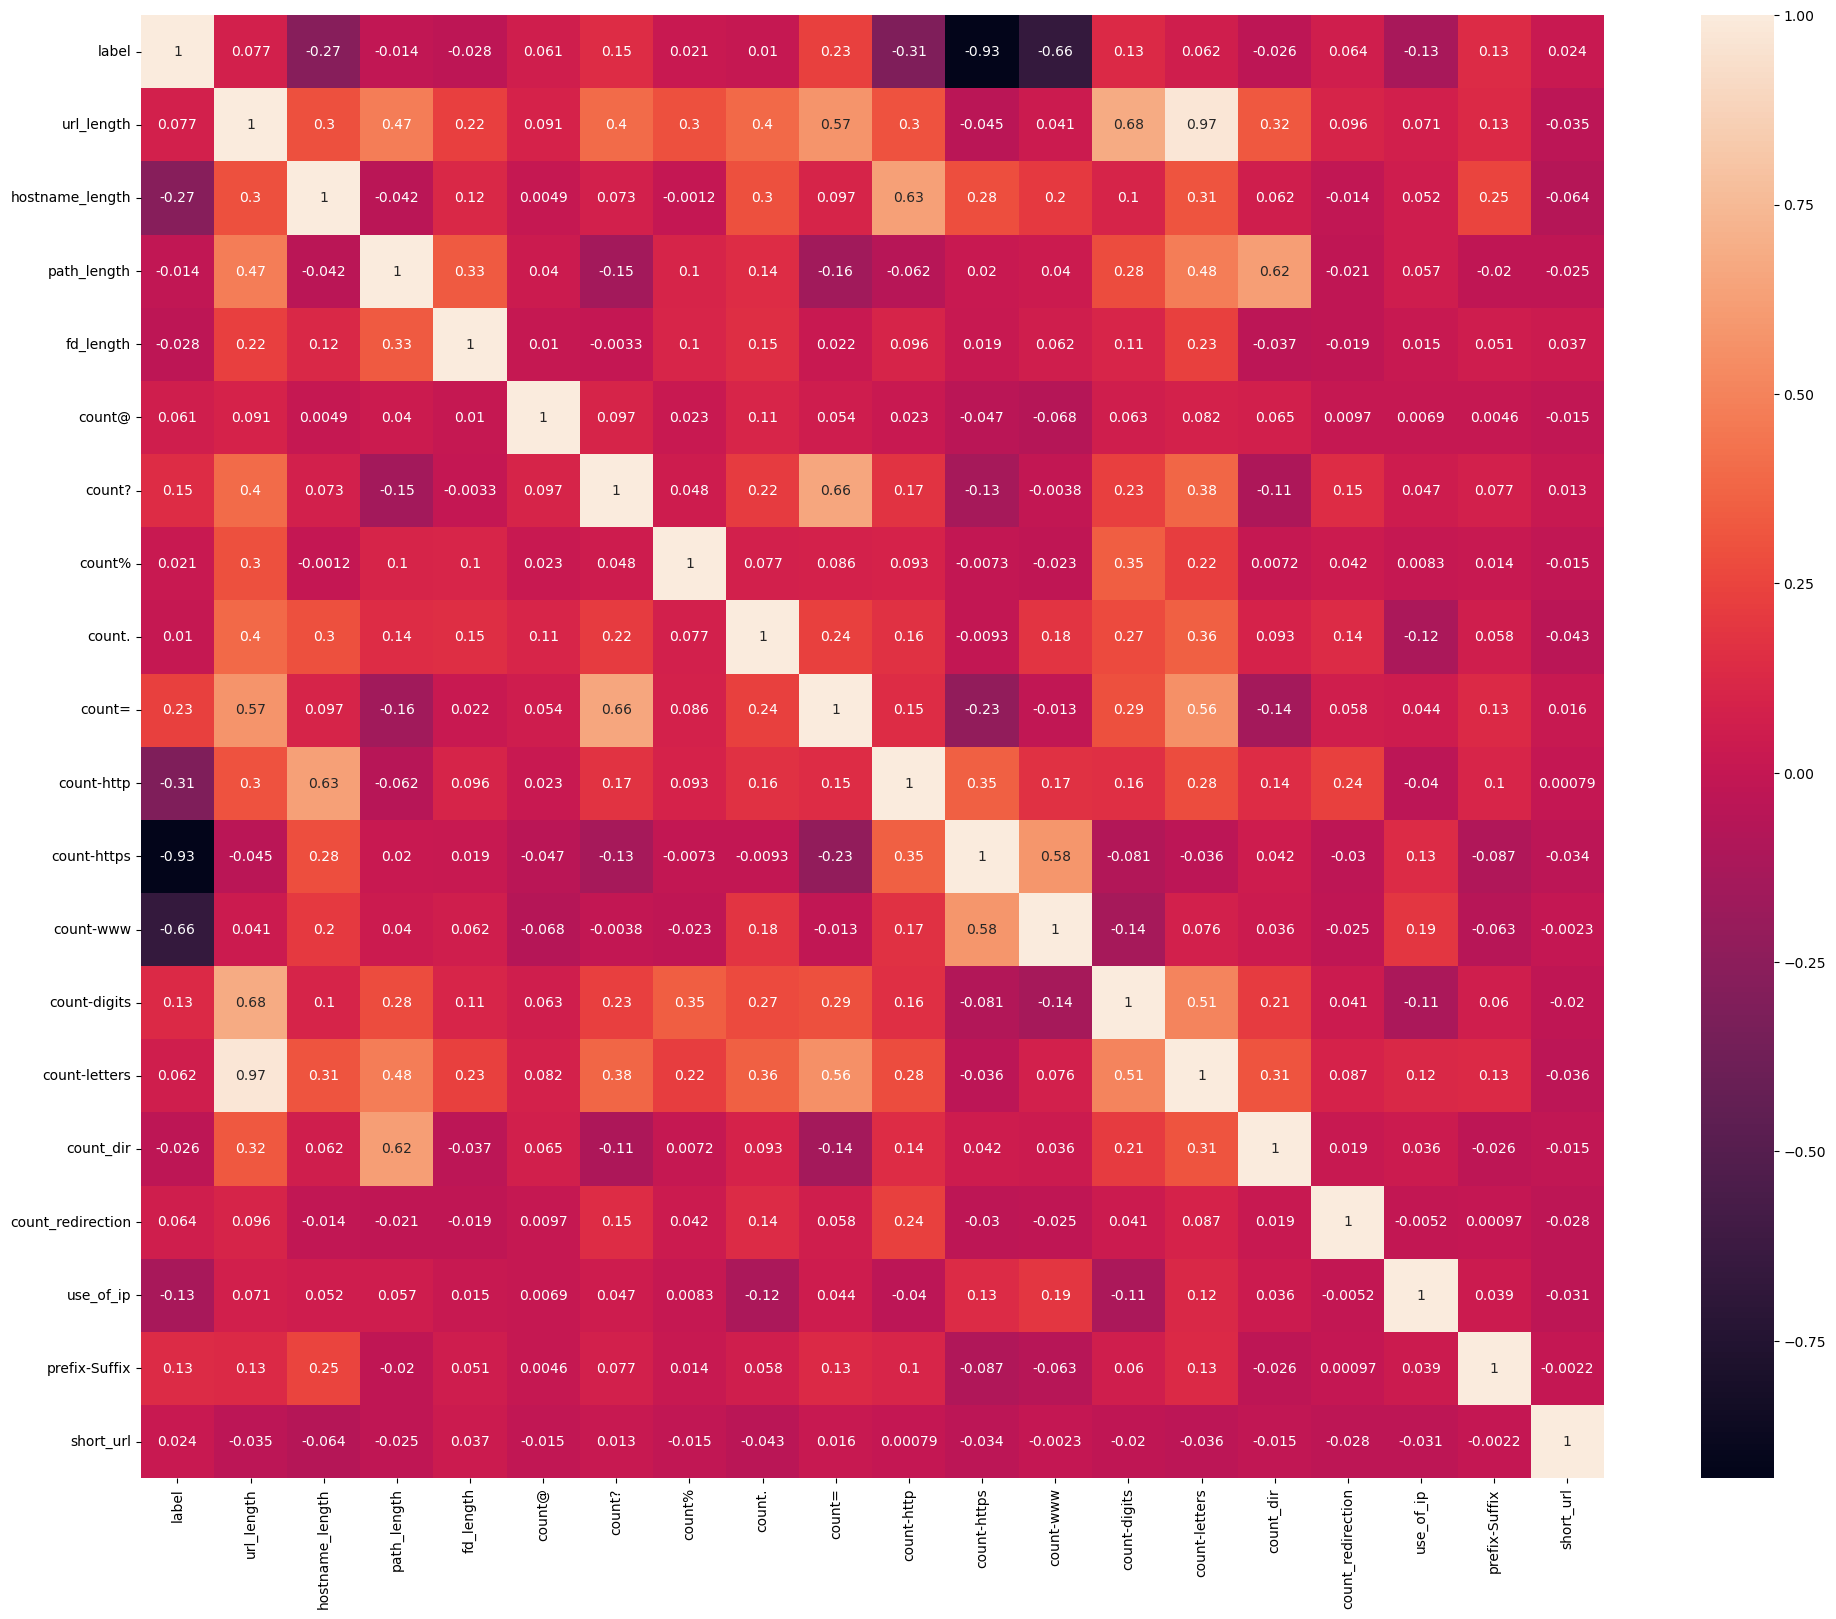 label 1 0.077 -0.27 -0.014 -0.028 0.061 0.15 0.021 0.01 0.23 -0.31 -0.93 -0.66 0.13 0.062 -0.026 0.064 -0.13 0.13 0.024
url_length 0.077 1 0.3 0.47 0.22 0.091 0.4 0.3 0.4 0.57 0.3 -0.045 0.041 0.68 0.97 0.32 0.096 0.071 0.13 -0.035
hostname_length -0.27 0.3 1 -0.042 0.12 0.0049 0.073 -0.0012 0.3 0.097 0.63 0.28 0.2 0.1 0.31 0.062 -0.014 0.052 0.25 -0.064
path_length -0.014 0.47 -0.042 1 0.33 0.04 -0.15 0.1 0.14 -0.16 -0.062 0.02 0.04 0.28 0.48 0.62 -0.021 0.057 -0.02 -0.025
fd_length -0.028 0.22 0.12 0.33 1 0.01 -0.0033 0.1 0.15 0.022 0.096 0.019 0.062 0.11 0.23 -0.037 -0.019 0.015 0.051 0.037
count@ 0.061 0.091 0.0049 0.04 0.01 1 0.097 0.023 0.11 0.054 0.023 -0.047 -0.068 0.063 0.082 0.065 0.0097 0.0069 0.0046 -0.015
count? 0.15 0.4 0.073 -0.15 -0.0033 0.097 1 0.048 0.22 0.66 0.17 -0.13 -0.0038 0.23 0.38 -0.11 0.15 0.047 0.077 0.013
count% 0.021 0.3 -0.0012 0.1 0.1 0.023 0.048 1 0.077 0.086 0.093 -0.0073 -0.023 0.35 0.22 0.0072 0.042 0.0083 0.014 -0.015
count. 0.01 0.4 0.3 0.14 0.15 0.11 0.22 0.077 1 0.24 0.16 -0.0093 0.18 0.27 0.36 0.093 0.14 -0.12 0.058 -0.043
count= 0.23 0.57 0.097 -0.16 0.022 0.054 0.66 0.086 0.24 1 0.15 -0.23 -0.013 0.29 0.56 -0.14 0.058 0.044 0.13 0.016
count-http -0.31 0.3 0.63 -0.062 0.096 0.023 0.17 0.093 0.16 0.15 1 0.35 0.17 0.16 0.28 0.14 0.24 -0.04 0.1 0.00079
count-https -0.93 -0.045 0.28 0.02 0.019 -0.047 -0.13 -0.0073 -0.0093 -0.23 0.35 1 0.58 -0.081 -0.036 0.042 -0.03 0.13 -0.087 -0.034
count-www -0.66 0.041 0.2 0.04 0.062 -0.068 -0.0038 -0.023 0.18 -0.013 0.17 0.58 1 -0.14 0.076 0.036 -0.025 0.19 -0.063 -0.0023
count-digits 0.13 0.68 0.1 0.28 0.11 0.063 0.23 0.35 0.27 0.29 0.16 -0.081 -0.14 1 0.51 0.21 0.041 -0.11 0.06 -0.02
count-letters 0.062 0.97 0.31 0.48 0.23 0.082 0.38 0.22 0.36 0.56 0.28 -0.036 0.076 0.51 1 0.31 0.087 0.12 0.13 -0.036
count_dir -0.026 0.32 0.062 0.62 -0.037 0.065 -0.11 0.0072 0.093 -0.14 0.14 0.042 0.036 0.21 0.31 1 0.019 0.036 -0.026 -0.015
count_redirection 0.064 0.096 -0.014 -0.021 -0.019 0.0097 0.15 0.042 0.14 0.058 0.24 -0.03 -0.025 0.041 0.087 0.019 1 -0.0052 0.00097 -0.028
use_of_ip -0.13 0.071 0.052 0.057 0.015 0.0069 0.047 0.0083 -0.12 0.044 -0.04 0.13 0.19 -0.11 0.12 0.036 -0.0052 1 0.039 -0.031
prefix-Suffix 0.13 0.13 0.25 -0.02 0.051 0.0046 0.077 0.014 0.058 0.13 0.1 -0.087 -0.063 0.06 0.13 -0.026 0.00097 0.039 1 -0.0022
short_url 0.024 -0.035 -0.064 -0.025 0.037 -0.015 0.013 -0.015 -0.043 0.016 0.00079 -0.034 -0.0023 -0.02 -0.036 -0.015 -0.028 -0.031 -0.0022 1
label url_length hostname_length path_length fd_length count@ count? count% count. count= count-http count-https count-www count-digits count-letters count_dir count_redirection use_of_ip prefix-Suffix short_url
1.00
0.75
0.50
0.25
0.00
−0.25
−0.50
−0.75